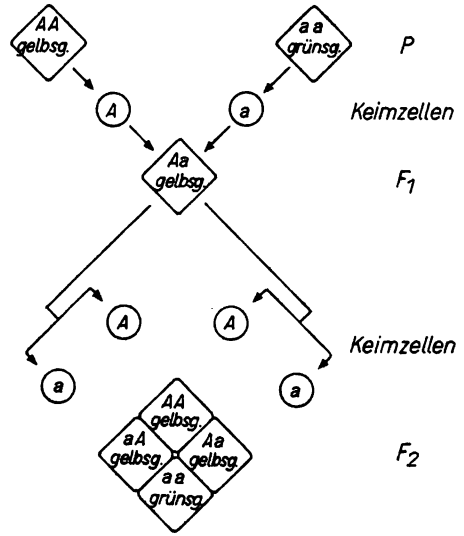 AA
gelbsg.
aa
grünsg.
P
A
a
Keimzellen
Aa
gelbsg.
F1
A
A
Keimzellen
a
a
AA
gelbsg.
aA
gelbsg.
Aa
gelbsg.
F2
aa
grünsg.